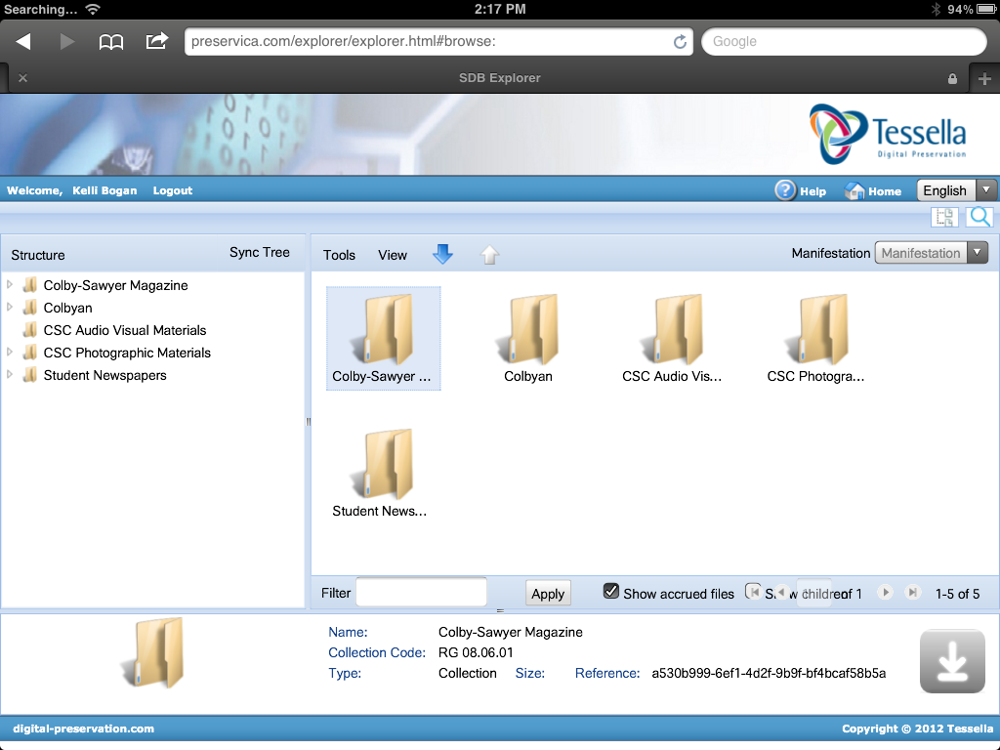 Searching... 2:17 PM 94%
preservica.com/explorer/explorer.html#browse: Google
SDB Explorer
Tessella
Digital Preservation
Welcome, Kelli Bogan Logout Help Home English
Structure Sync Tree Tools View Manifestation Manifestation
Colby-Sawyer Magazine
Colbyan
CSC Audio Visual Materials
CSC Photographic Materials
Student Newspapers
Colby-Sawyer ... Colbyan CSC Audio Vis... CSC Photogra...
Student News...
Filter Apply Show accrued files children of 1 1-5 of 5
Name: Colby-Sawyer Magazine
Collection Code: RG 08.06.01
Type: Collection Size: Reference: a530b999-6ef1-4d2f-9b9f-bf4bcaf58b5a
digital-preservation.com Copyright © 2012 Tessella